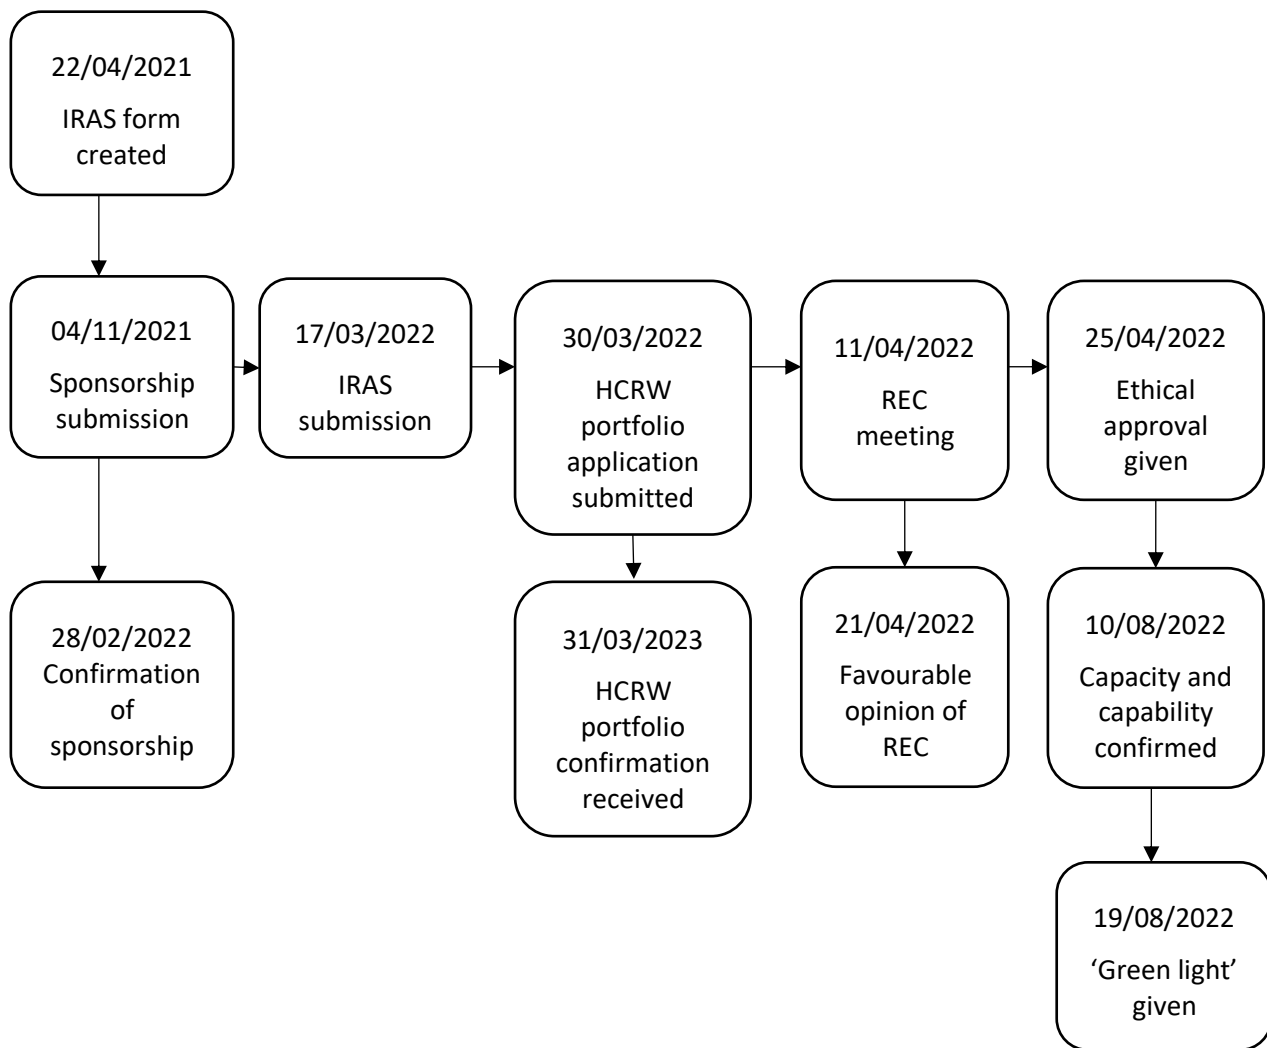 22/04/2021
IRAS form
created
04/11/2021
Sponsorship
submission
17/03/2022
IRAS
submission
30/03/2022
HCRW
portfolio
application
submitted
11/04/2022
REC
meeting
25/04/2022
Ethical
approval
given
28/02/2022
Confirmation
of
sponsorship
31/03/2023
HCRW
portfolio
confirmation
received
21/04/2022
Favourable
opinion of
REC
10/08/2022
Capacity and
capability
confirmed
19/08/2022
‘Green light’
given